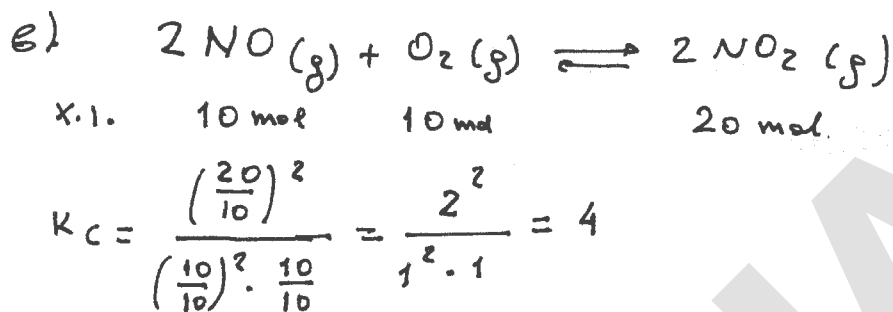 β) 2 NO (g) + O₂ (g) ⇌ 2 NO₂ (g)
Χ.Ι. 10 mol 10 mol 20 mol.
Kc = (20/10)² / ((10/10)² · 10/10) = 2² / (1² · 1) = 4